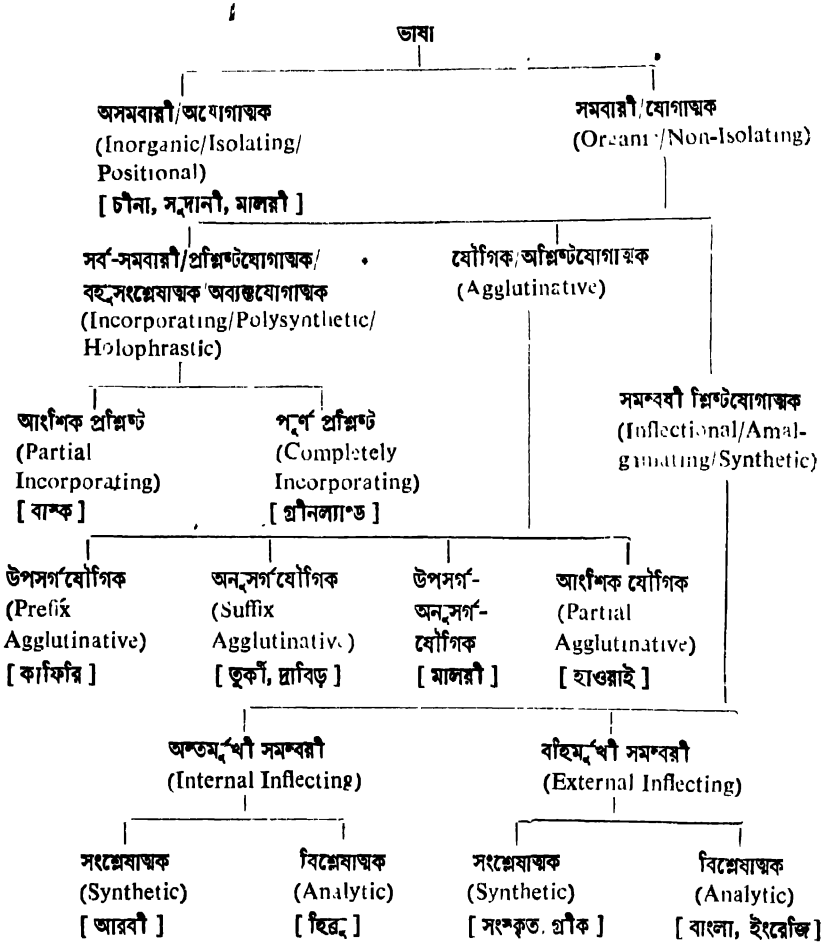 ভাষা
অসমবায়ী/অযোগাত্মক
(Inorganic/Isolating/
Positional)
[ চীনা, সুদানী, মালয়ী ]
সমবায়ী/যোগাত্মক
(Organic/Non-Isolating)
সর্ব-সমবায়ী/প্রশ্লিষ্টযোগাত্মক/
বহুসংশ্লেষাত্মক/অব্যক্তযোগাত্মক
(Incorporating/Polysynthetic/
Holophrastic)
যৌগিক/অশ্লিষ্টযোগাত্মক
(Agglutinative)
সমন্বয়ী শ্লিষ্টযোগাত্মক
(Inflectional/Amal-
gamating/Synthetic)
আংশিক প্রশ্লিষ্ট
(Partial
Incorporating)
[ বাস্ক ]
পূর্ণ প্রশ্লিষ্ট
(Completely
Incorporating)
[ গ্রীনল্যাণ্ড ]
উপসর্গযৌগিক
(Prefix
Agglutinative)
[ কাফিরি ]
অনুসর্গযৌগিক
(Suffix
Agglutinative)
[ তুর্কী, দ্রাবিড় ]
উপসর্গ-
অনুসর্গ-
যৌগিক
[ মালয়ী ]
আংশিক যৌগিক
(Partial
Agglutinative)
[ হাওয়াই ]
অন্তর্মুখী সমন্বয়ী
(Internal Inflecting)
বহির্মুখী সমন্বয়ী
(External Inflecting)
সংশ্লেষাত্মক
(Synthetic)
[ আরবী ]
বিশ্লেষাত্মক
(Analytic)
[ হিব্রু ]
সংশ্লেষাত্মক
(Synthetic)
[ সংস্কৃত, গ্রীক ]
বিশ্লেষাত্মক
(Analytic)
[ বাংলা, ইংরেজি ]